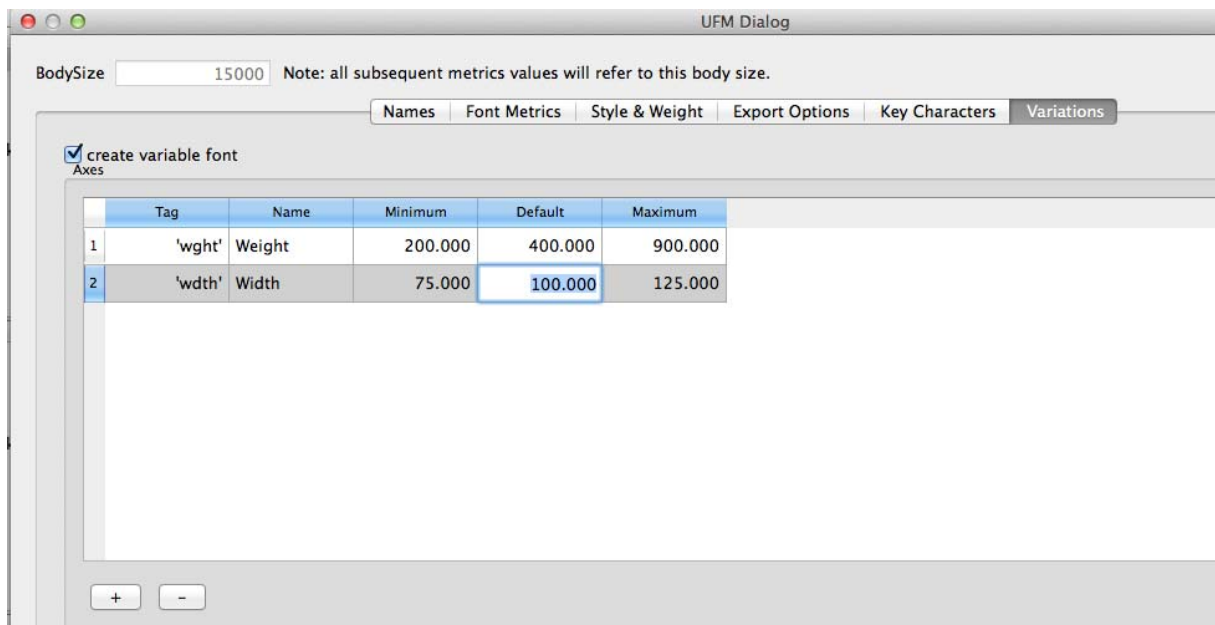 UFM Dialog
BodySize 15000 Note: all subsequent metrics values will refer to this body size.
Names Font Metrics Style & Weight Export Options Key Characters Variations
create variable font
Axes
Tag Name Minimum Default Maximum
1 'wght' Weight 200.000 400.000 900.000
2 'wdth' Width 75.000 100.000 125.000
+ -